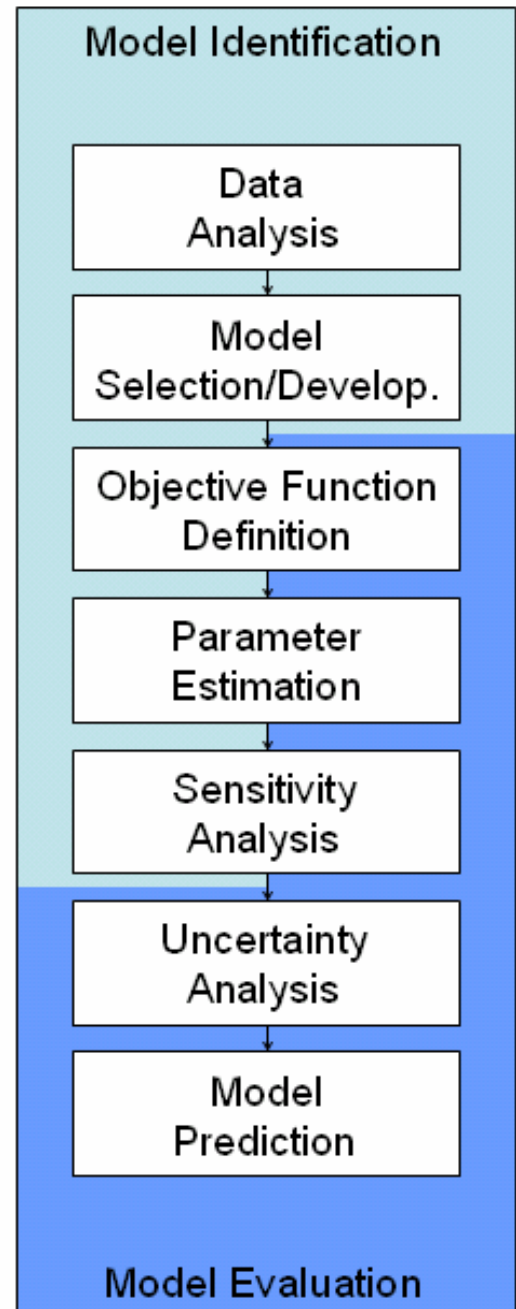 Model Identification
Data
Analysis
Model
Selection/Develop.
Objective Function
Definition
Parameter
Estimation
Sensitivity
Analysis
Uncertainty
Analysis
Model
Prediction
Model Evaluation